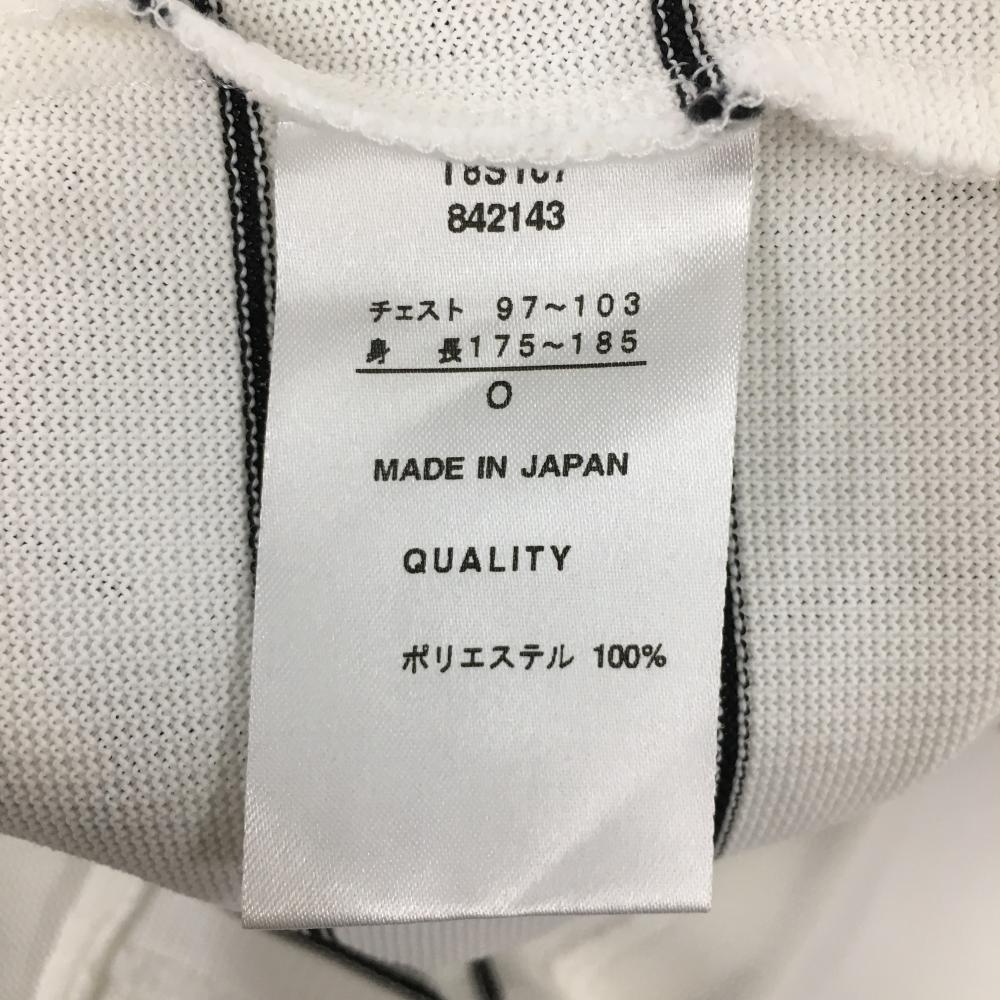 842143
チェスト 97~103
身 長175~185
O
MADE IN JAPAN
QUALITY
ポリエステル 100%